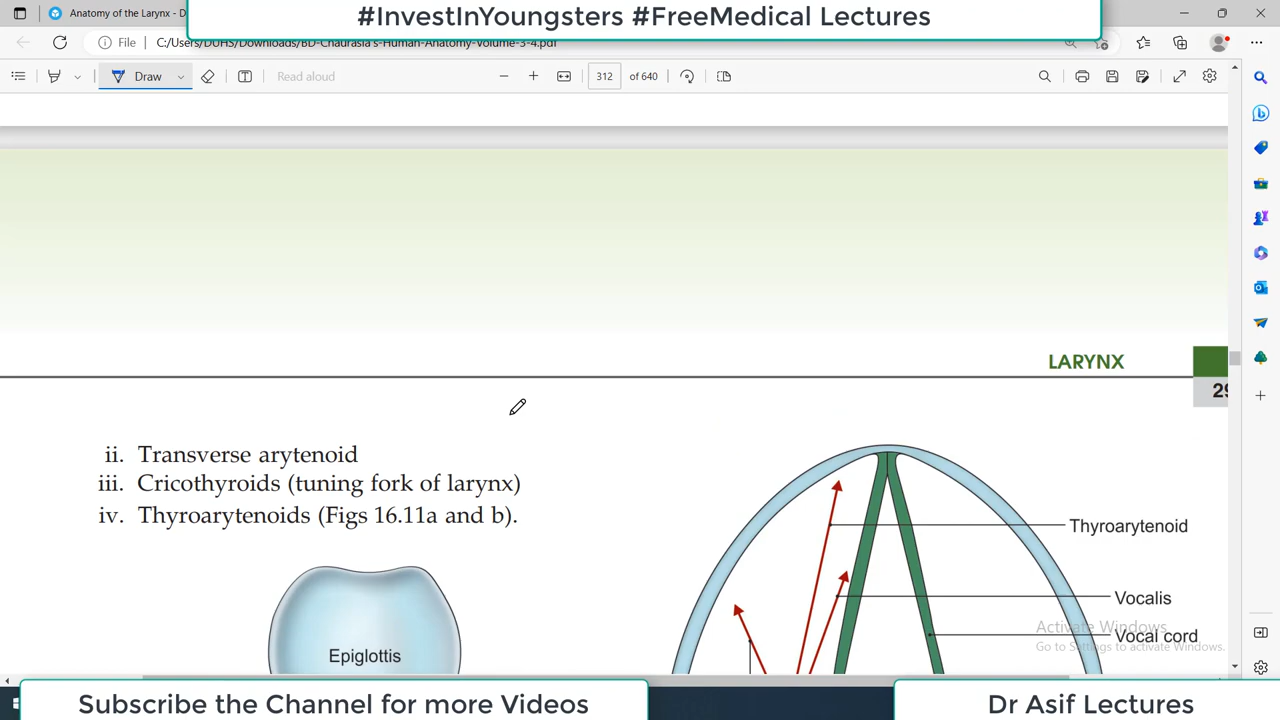 #InvestInYoungsters #FreeMedical Lectures
Anatomy of the Larynx - D
File
C:/Users/DUHS/Downloads/BD-Chaurasia's-Human-Anatomy-Volume-3-4.pdf
Draw
Read aloud
312
of 640
LARYNX
29
ii. Transverse arytenoid
iii. Cricothyroids (tuning fork of larynx)
iv. Thyroarytenoids (Figs 16.11a and b).
Thyroarytenoid
Vocalis
Vocal cord
Epiglottis
Activate Windows
Go to Settings to activate Windows.
Subscribe the Channel for more Videos
Dr Asif Lectures